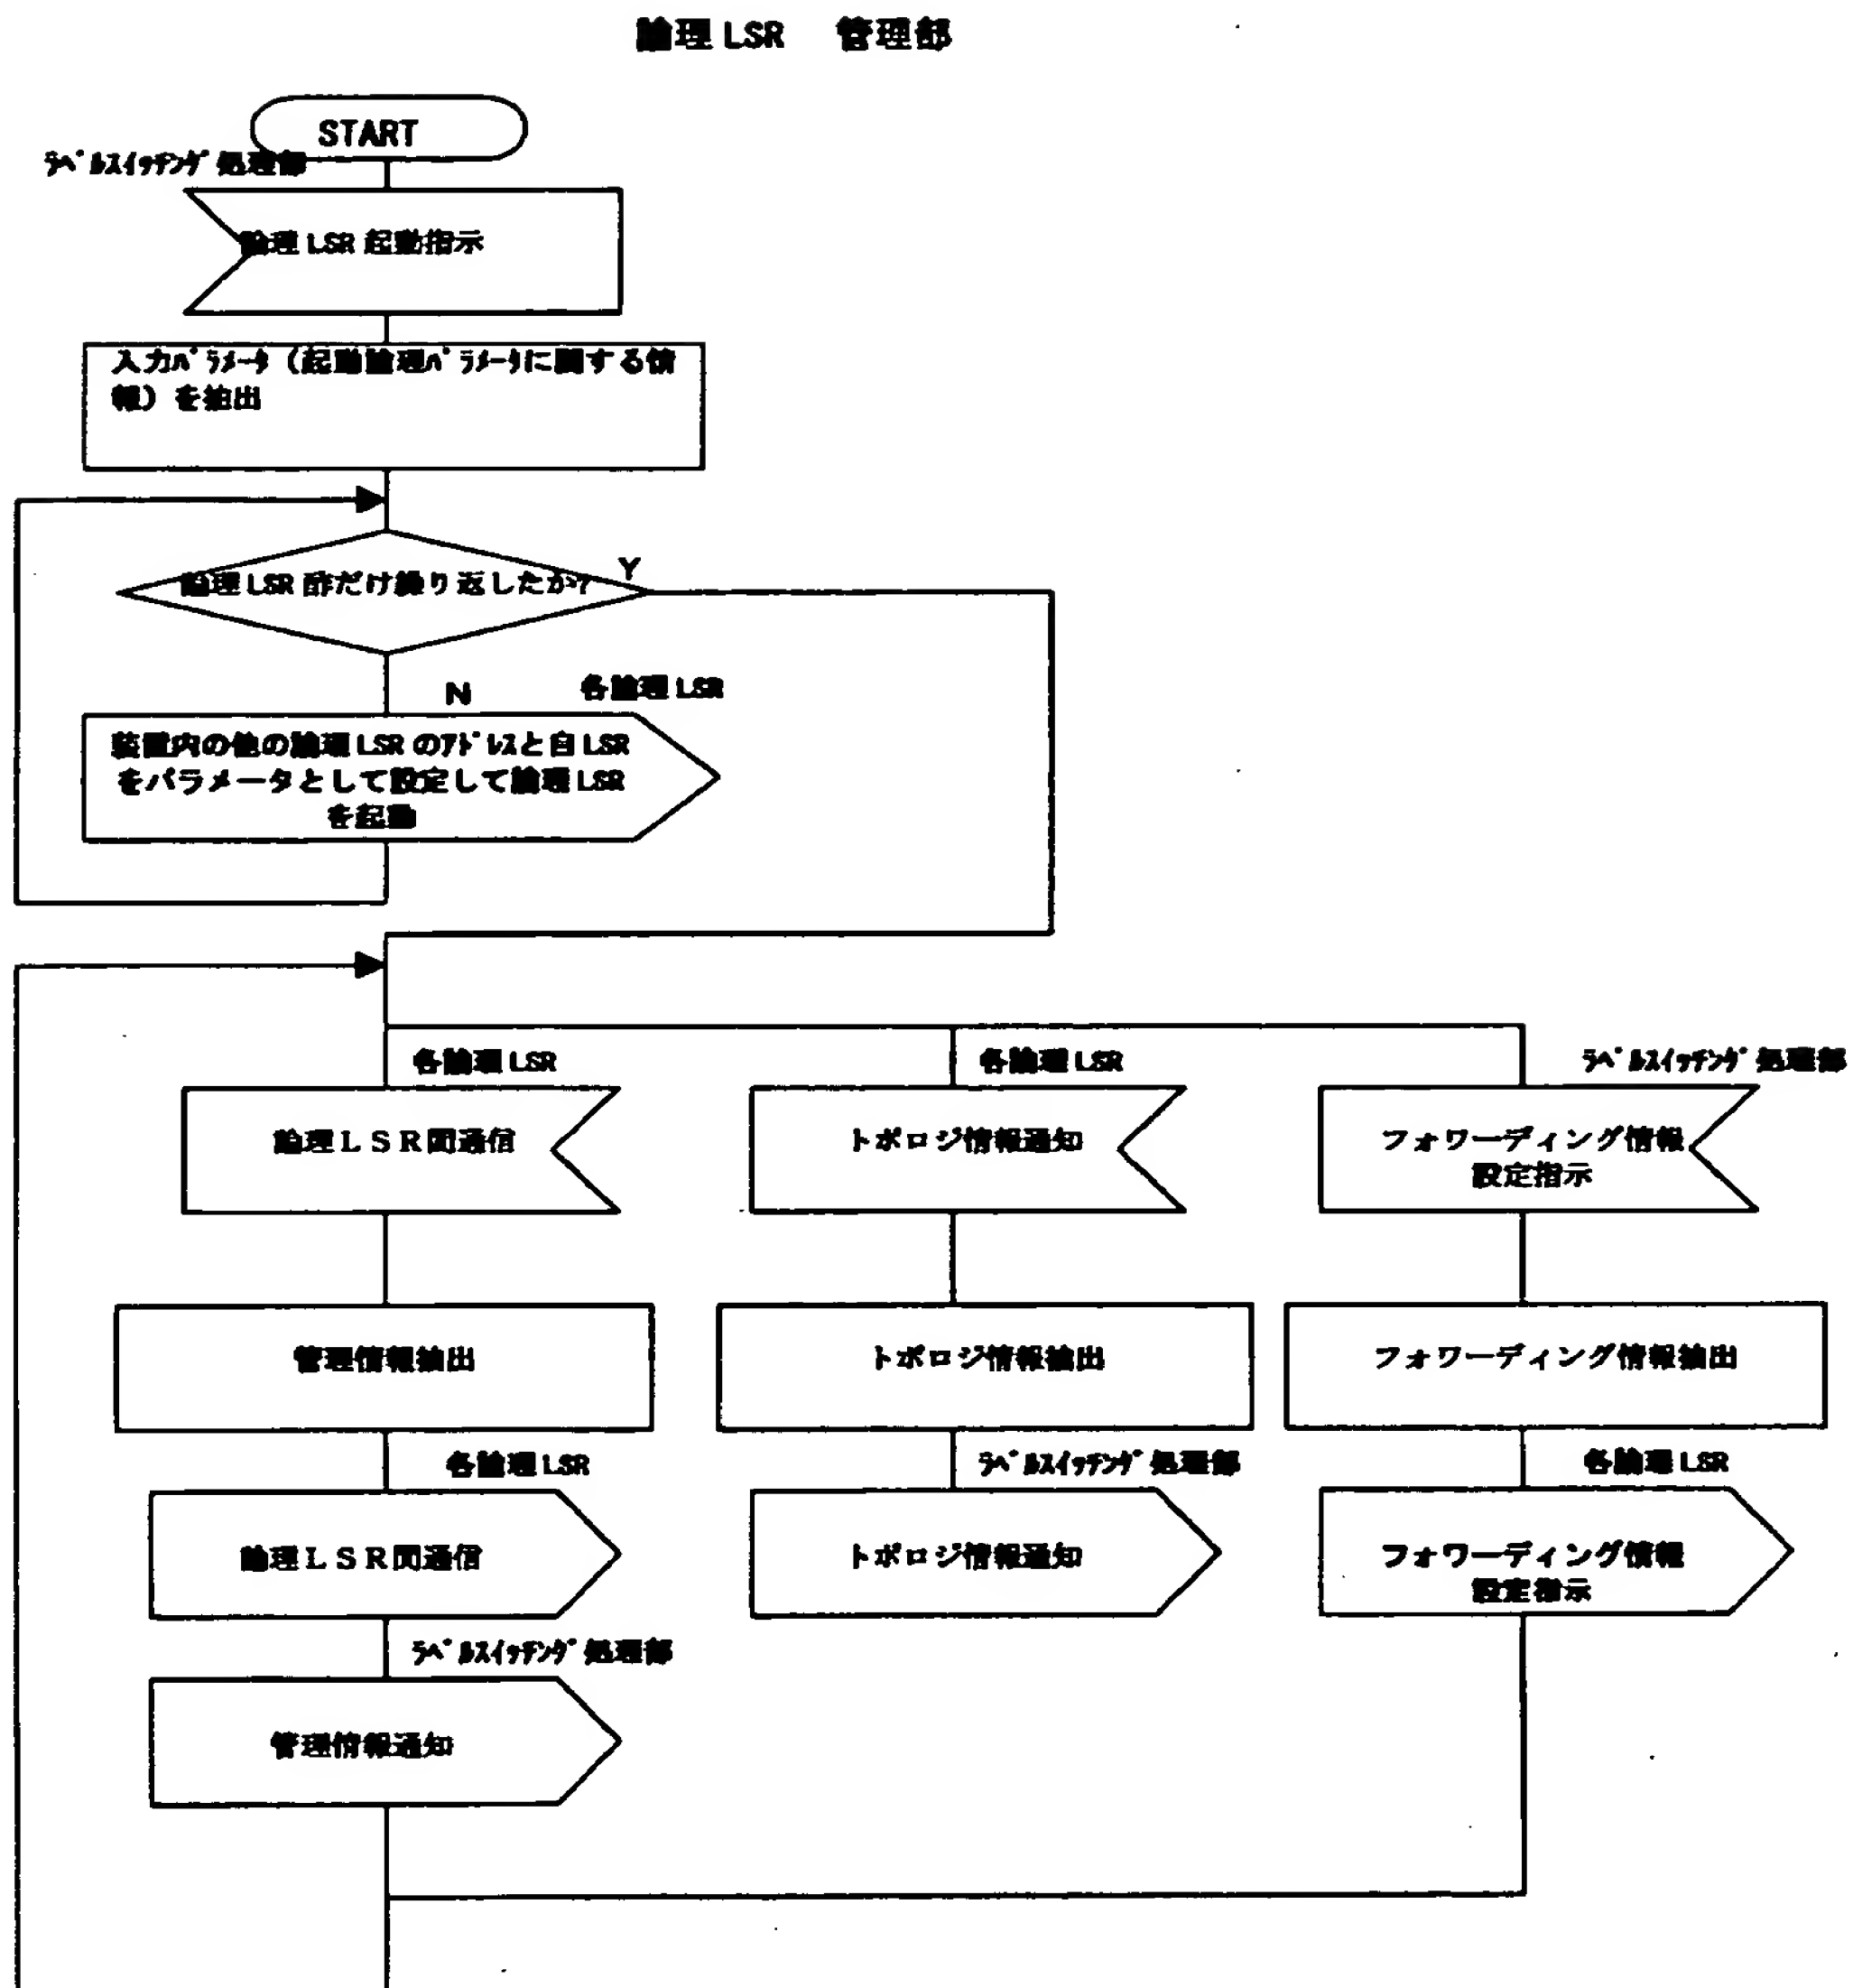 論理 LSR 管理部
START
ﾗﾍﾞﾙｽｲｯﾁﾝｸﾞ処理部
論理 LSR 起動指示
入力ﾊﾟﾗﾒｰﾀ（起動論理ﾊﾟﾗﾒｰﾀに関する情
報）を抽出
論理 LSR 酢だけ繰り返したか?
Y
N
各論理 LSR
装置内の他の論理 LSR のｱﾄﾞﾚｽと自 LSR
をパラメータとして設定して論理 LSR
を起動
各論理 LSR
各論理 LSR
ﾗﾍﾞﾙｽｲｯﾁﾝｸﾞ処理部
論理ＬＳＲ間通信
トポロジ情報通知
フォワーディング情報
設定指示
管理情報抽出
トポロジ情報抽出
フォワーディング情報抽出
各論理 LSR
ﾗﾍﾞﾙｽｲｯﾁﾝｸﾞ処理部
各論理 LSR
論理ＬＳＲ間通信
トポロジ情報通知
フォワーディング情報
設定指示
ﾗﾍﾞﾙｽｲｯﾁﾝｸﾞ処理部
管理情報通知